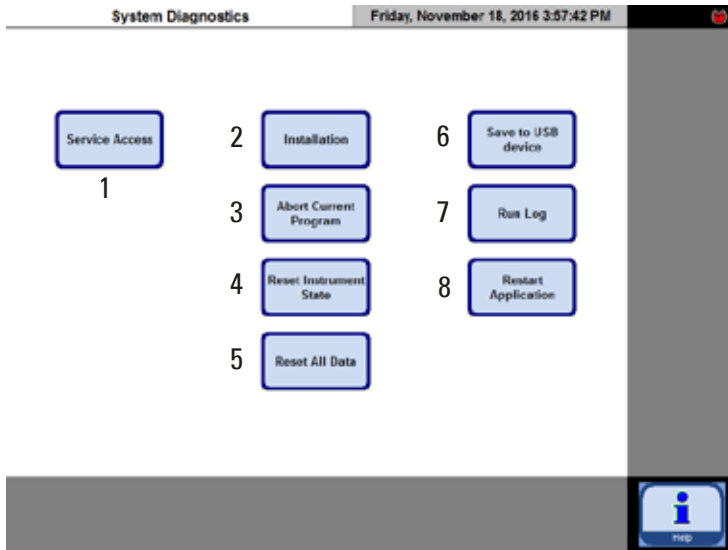 System Diagnostics
Friday, November 18, 2016 3:57:42 PM
Service Access
1
2
Installation
3
Abort Current
Program
4
Reset Instrument
State
5
Reset All Data
6
Save to USB
device
7
Run Log
8
Restart
Application
i
Help